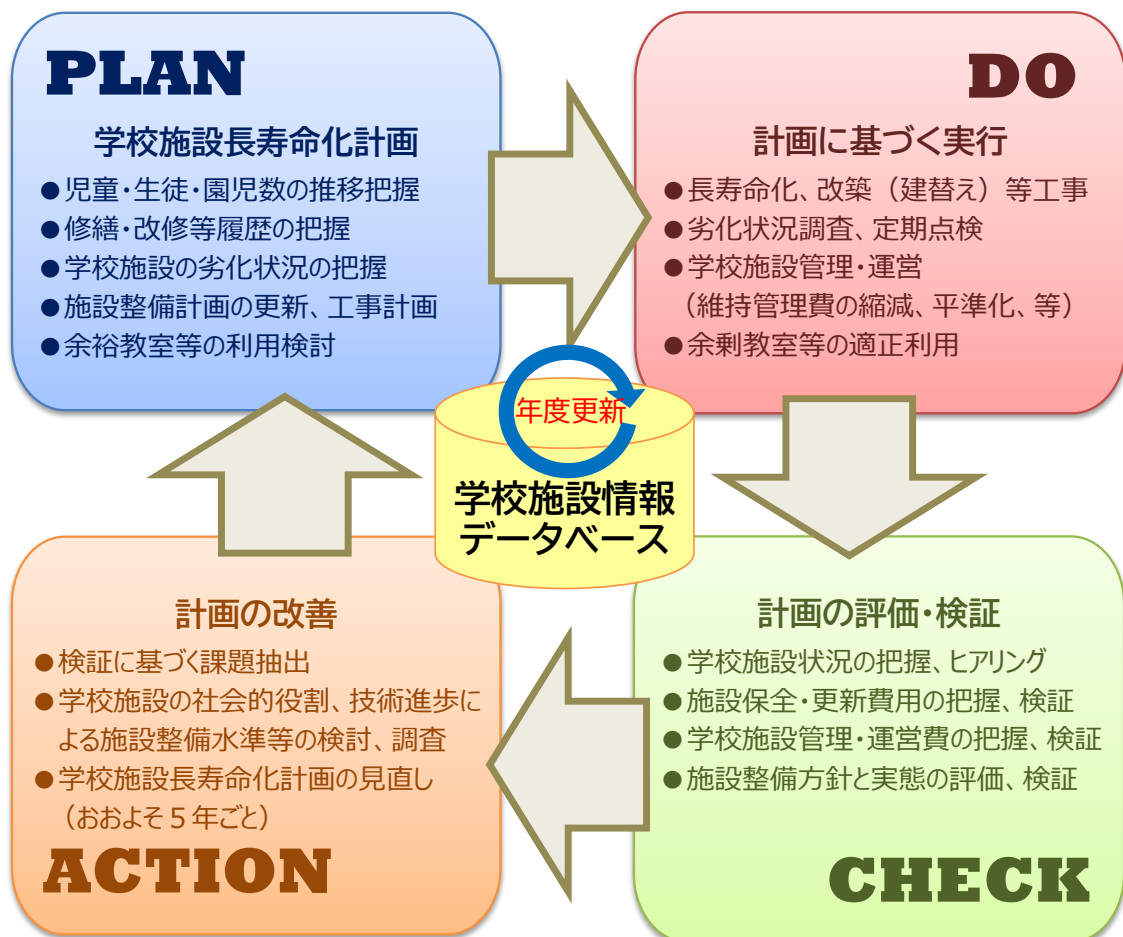 PLAN
学校施設長寿命化計画
●児童・生徒・園児数の推移把握
●修繕・改修等履歴の把握
●学校施設の劣化状況の把握
●施設整備計画の更新、工事計画
●余裕教室等の利用検討
DO
計画に基づく実行
●長寿命化、改築（建替え）等工事
●劣化状況調査、定期点検
●学校施設管理・運営
（維持管理費の縮減、平準化、等）
●余剰教室等の適正利用
年度更新
学校施設情報
データベース
計画の改善
●検証に基づく課題抽出
●学校施設の社会的役割、技術進歩に
よる施設整備水準等の検討、調査
●学校施設長寿命化計画の見直し
（おおよそ５年ごと）
ACTION
計画の評価・検証
●学校施設状況の把握、ヒアリング
●施設保全・更新費用の把握、検証
●学校施設管理・運営費の把握、検証
●施設整備方針と実態の評価、検証
CHECK